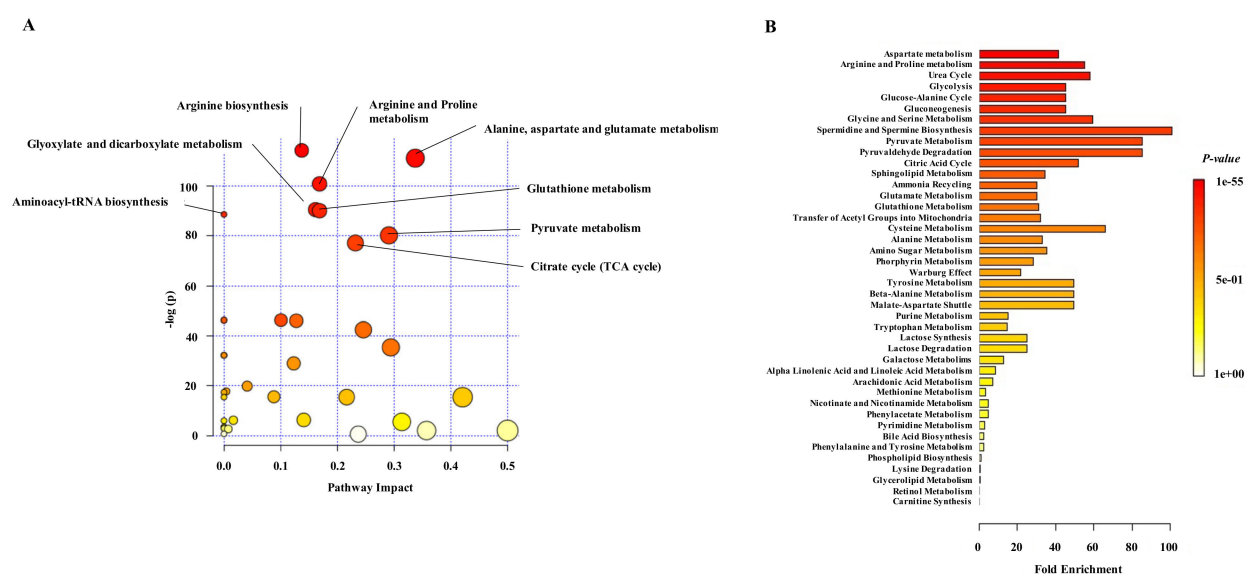 A
Arginine biosynthesis
Arginine and Proline
metabolism
Alanine, aspartate and glutamate metabolism
Glyoxylate and dicarboxylate metabolism
Glutathione metabolism
Aminoacyl-tRNA biosynthesis
Pyruvate metabolism
Citrate cycle (TCA cycle)
-log (p)
100
80
60
40
20
0
0.0 0.1 0.2 0.3 0.4 0.5
Pathway Impact
B
Aspartate metabolism
Arginine and Proline metabolism
Urea Cycle
Glycolysis
Glucose-Alanine Cycle
Gluconeogenesis
Glycine and Serine Metabolism
Spermidine and Spermine Biosynthesis
Pyruvate Metabolism
Pyruvaldehyde Degradation
Citric Acid Cycle
Sphingolipid Metabolism
Ammonia Recycling
Glutamate Metabolism
Glutathione Metabolism
Transfer of Acetyl Groups into Mitochondria
Cysteine Metabolism
Alanine Metabolism
Amino Sugar Metabolism
Phorphyrin Metabolism
Warburg Effect
Tyrosine Metabolism
Beta-Alanine Metabolism
Malate-Aspartate Shuttle
Purine Metabolism
Tryptophan Metabolism
Lactose Synthesis
Lactose Degradation
Galactose Metabolims
Alpha Linolenic Acid and Linoleic Acid Metabolism
Arachidonic Acid Metabolism
Methionine Metabolism
Nicotinate and Nicotinamide Metabolism
Phenylacetate Metabolism
Pyrimidine Metabolism
Bile Acid Biosynthesis
Phenylalanine and Tyrosine Metabolism
Phospholipid Biosynthesis
Lysine Degradation
Glycerolipid Metabolism
Retinol Metabolism
Carnitine Synthesis
0 20 40 60 80 100
Fold Enrichment
P-value
1e-55
5e-01
1e+00